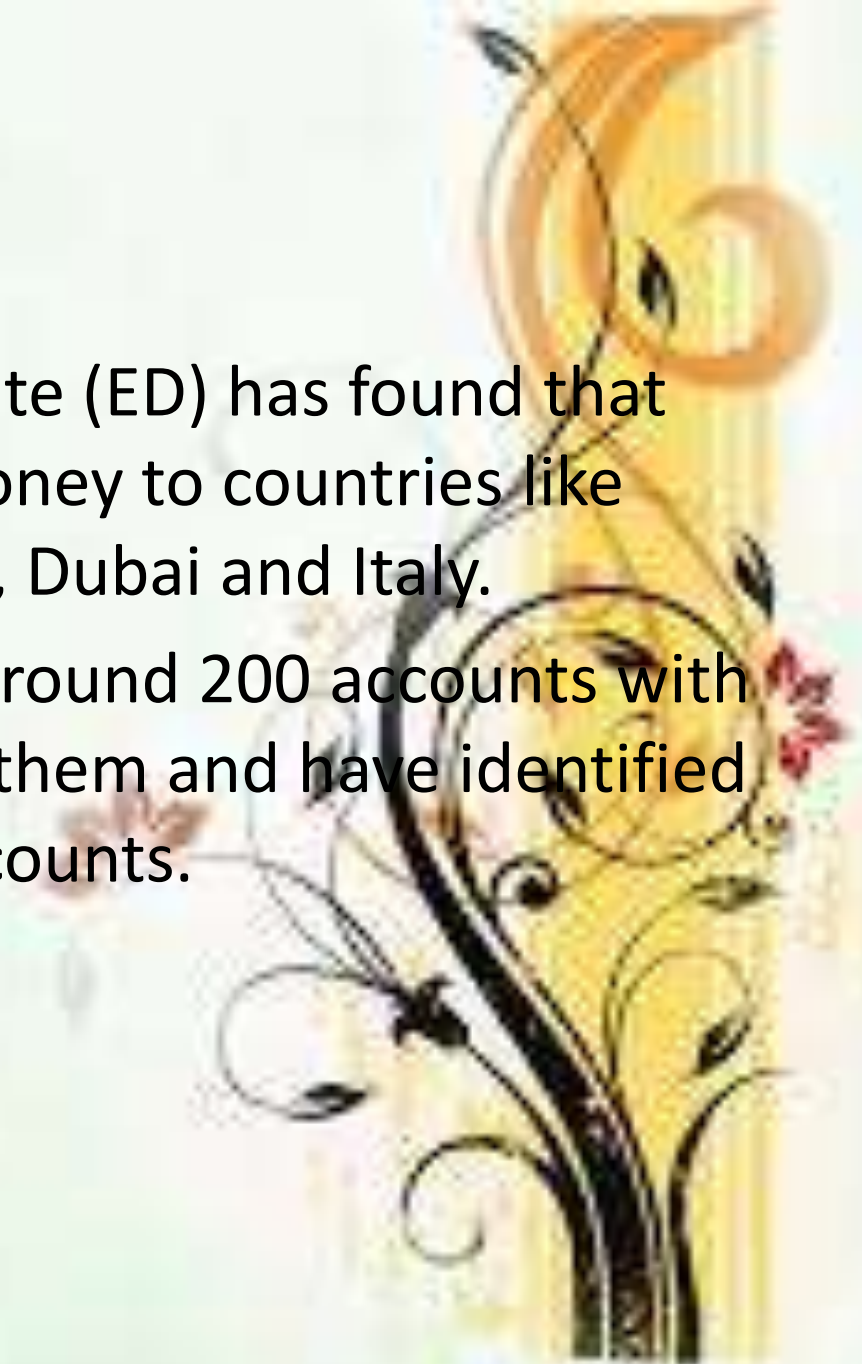 te (ED) has found that
oney to countries like
, Dubai and Italy.
round 200 accounts with
them and have identified
counts.